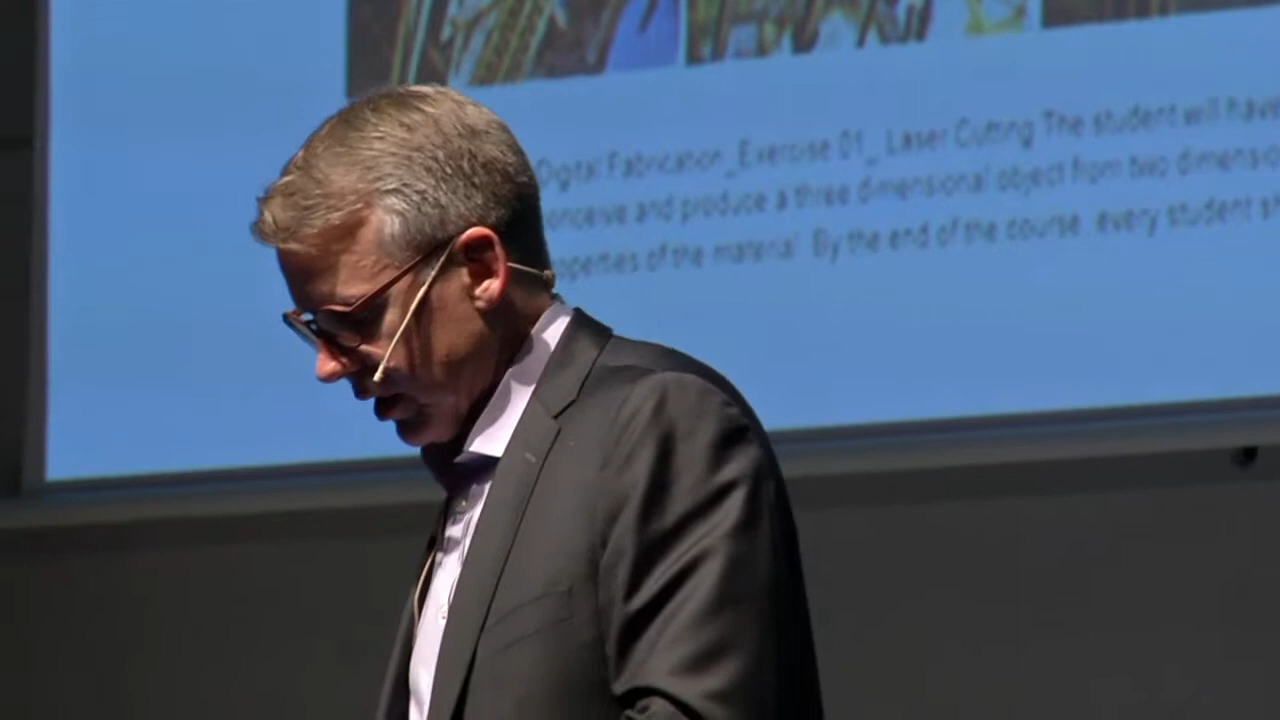 Digital Fabrication_Exercise 01_ Laser Cutting The student will have
onceive and produce a three dimensional object from two dimensio
operties of the material. By the end of the course, every student s